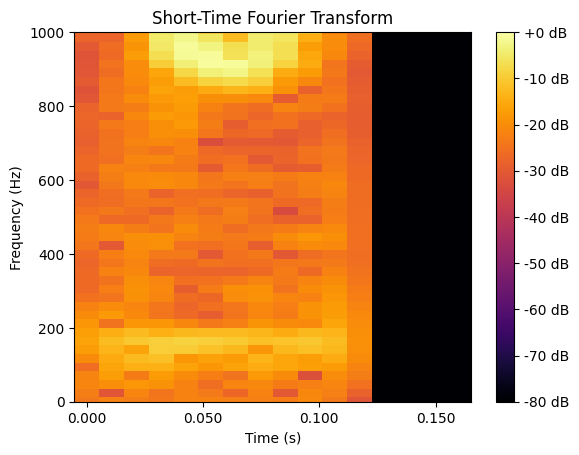 Short-Time Fourier Transform
1000
800
600
400
200
0
Frequency (Hz)
0.000
0.050
0.100
0.150
Time (s)
+0 dB
-10 dB
-20 dB
-30 dB
-40 dB
-50 dB
-60 dB
-70 dB
-80 dB